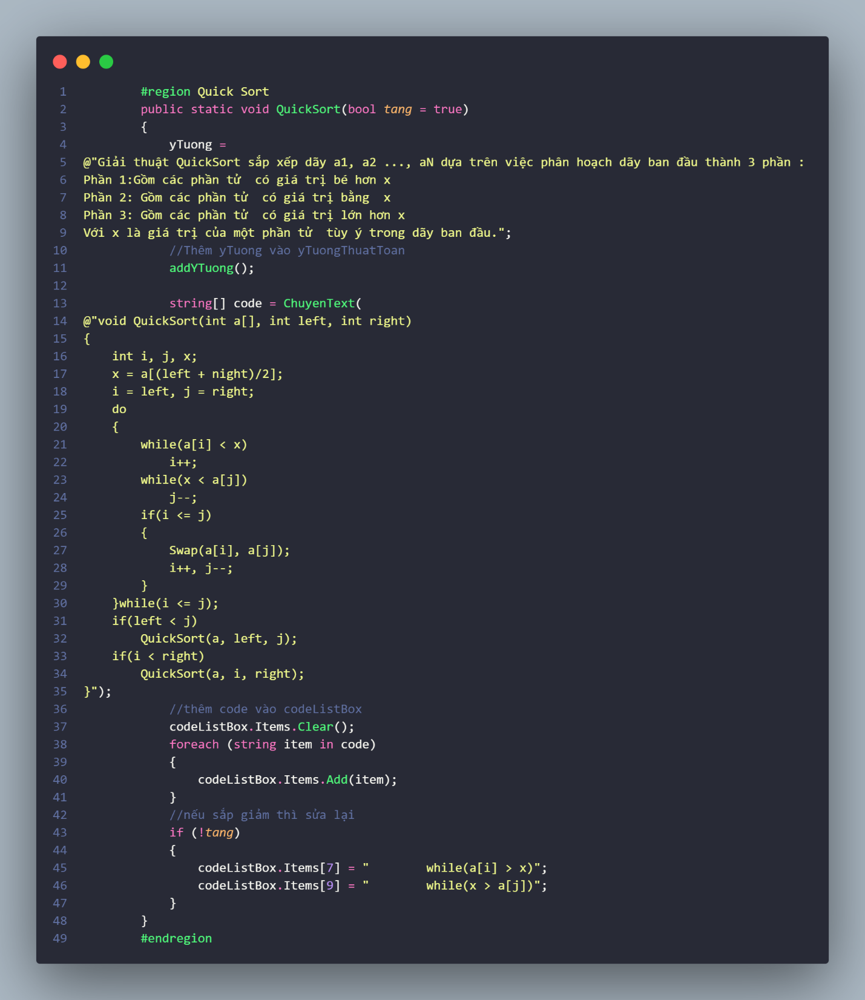 1 #region Quick Sort
2 public static void QuickSort(bool tang = true)
3 {
4 yTuong =
5 @"Giải thuật QuickSort sắp xếp dãy a1, a2 ..., aN dựa trên việc phân hoạch dãy ban đầu thành 3 phần :
6 Phần 1:Gồm các phần tử  có giá trị bé hơn x
7 Phần 2: Gồm các phần tử  có giá trị bằng  x
8 Phần 3: Gồm các phần tử  có giá trị lớn hơn x
9 Với x là giá trị của một phần tử  tùy ý trong dãy ban đầu.";
10 //Thêm yTuong vào yTuongThuatToan
11 addYTuong();
12
13 string[] code = ChuyenText(
14 @"void QuickSort(int a[], int left, int right)
15 {
16     int i, j, x;
17     x = a[(left + night)/2];
18     i = left, j = right;
19     do
20     {
21         while(a[i] < x)
22             i++;
23         while(x < a[j])
24             j--;
25         if(i <= j)
26         {
27             Swap(a[i], a[j]);
28             i++, j--;
29         }
30     }while(i <= j);
31     if(left < j)
32         QuickSort(a, left, j);
33     if(i < right)
34         QuickSort(a, i, right);
35 }");
36             //thêm code vào codeListBox
37             codeListBox.Items.Clear();
38             foreach (string item in code)
39             {
40                 codeListBox.Items.Add(item);
41             }
42             //nếu sắp giảm thì sửa lại
43             if (!tang)
44             {
45                 codeListBox.Items[7] = "        while(a[i] > x)";
46                 codeListBox.Items[9] = "        while(x > a[j])";
47             }
48         }
49         #endregion